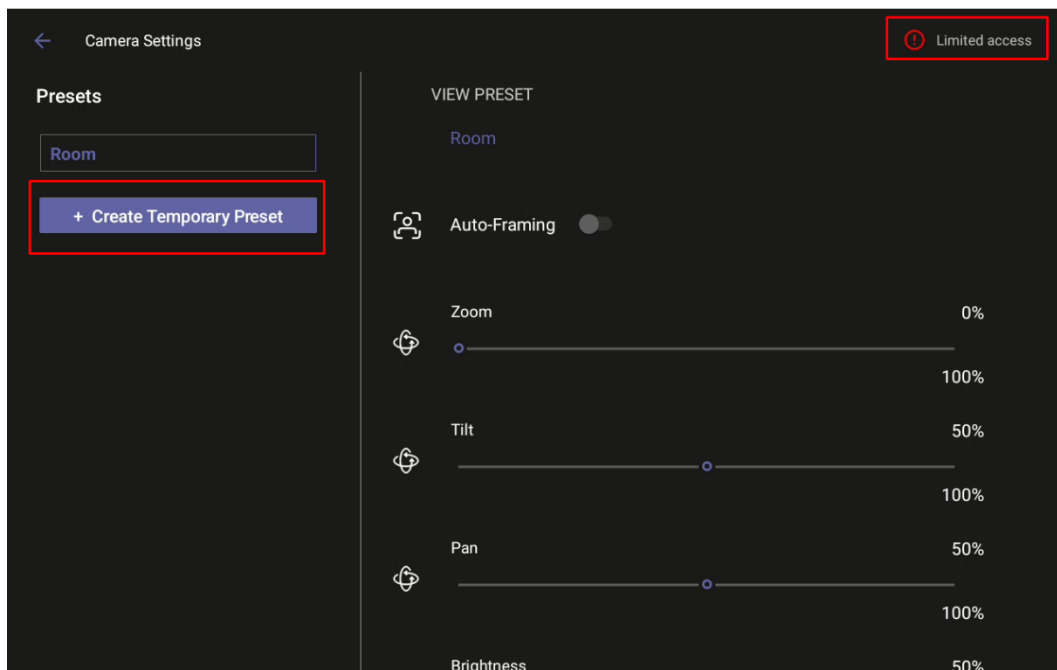 Camera Settings
Limited access
Presets
Room
+ Create Temporary Preset
VIEW PRESET
Room
Auto-Framing
Zoom 0%
100%
Tilt 50%
100%
Pan 50%
100%
Brightness 50%